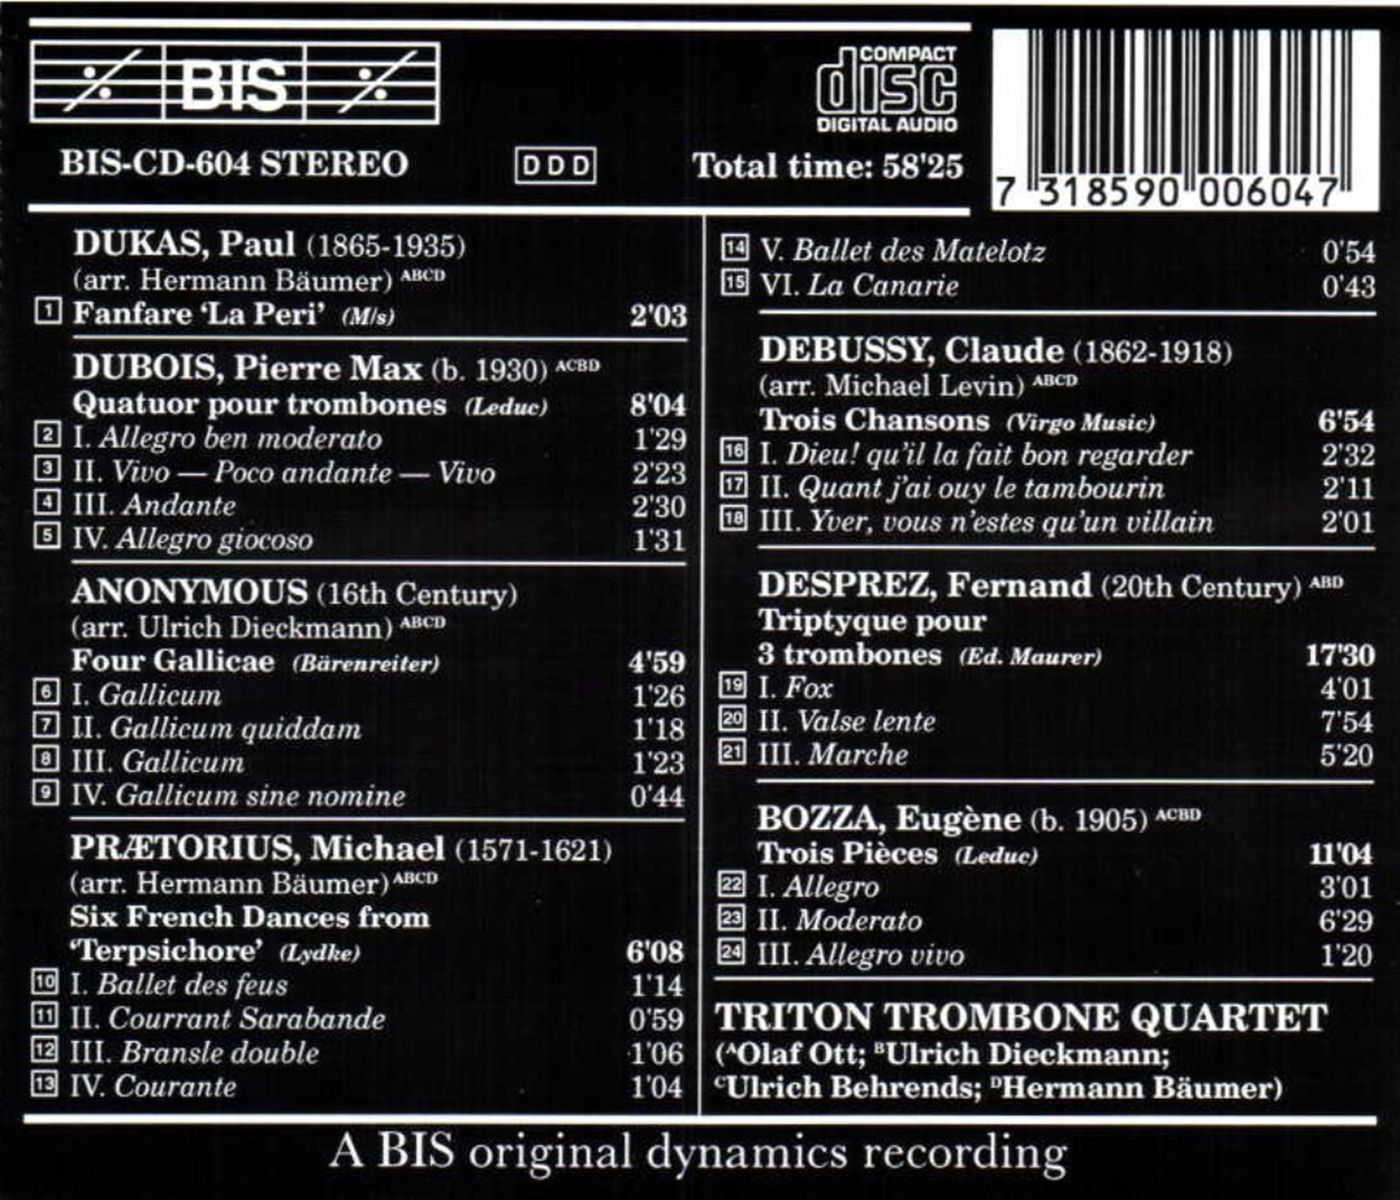 BIS
COMPACT
disc
DIGITAL AUDIO
BIS-CD-604 STEREO
DDD
Total time: 58'25
7 318590 006047
DUKAS, Paul (1865-1935)
(arr. Hermann Bäumer) ABCD
1 Fanfare ‘La Peri’ (M/s) 2'03
DUBOIS, Pierre Max (b. 1930) ACBD
Quatuor pour trombones (Leduc) 8'04
2 I. Allegro ben moderato 1'29
3 II. Vivo — Poco andante — Vivo 2'23
4 III. Andante 2'30
5 IV. Allegro giocoso 1'31
ANONYMOUS (16th Century)
(arr. Ulrich Dieckmann) ABCD
Four Gallicae (Bärenreiter) 4'59
6 I. Gallicum 1'26
7 II. Gallicum quiddam 1'18
8 III. Gallicum 1'23
9 IV. Gallicum sine nomine 0'44
PRÆTORIUS, Michael (1571-1621)
(arr. Hermann Bäumer) ABCD
Six French Dances from
‘Terpsichore’ (Lydke) 6'08
10 I. Ballet des feus 1'14
11 II. Courrant Sarabande 0'59
12 III. Bransle double 1'06
13 IV. Courante 1'04
14 V. Ballet des Matelotz 0'54
15 VI. La Canarie 0'43
DEBUSSY, Claude (1862-1918)
(arr. Michael Levin) ABCD
Trois Chansons (Virgo Music) 6'54
16 I. Dieu! qu'il la fait bon regarder 2'32
17 II. Quant j'ai ouy le tambourin 2'11
18 III. Yver, vous n'estes qu'un villain 2'01
DESPREZ, Fernand (20th Century) ABD
Triptyque pour
3 trombones (Ed. Maurer) 17'30
19 I. Fox 4'01
20 II. Valse lente 7'54
21 III. Marche 5'20
BOZZA, Eugène (b. 1905) ACBD
Trois Pièces (Leduc) 11'04
22 I. Allegro 3'01
23 II. Moderato 6'29
24 III. Allegro vivo 1'20
TRITON TROMBONE QUARTET
(AOlaf Ott; BUlrich Dieckmann;
CUlrich Behrends; DHermann Bäumer)
A BIS original dynamics recording